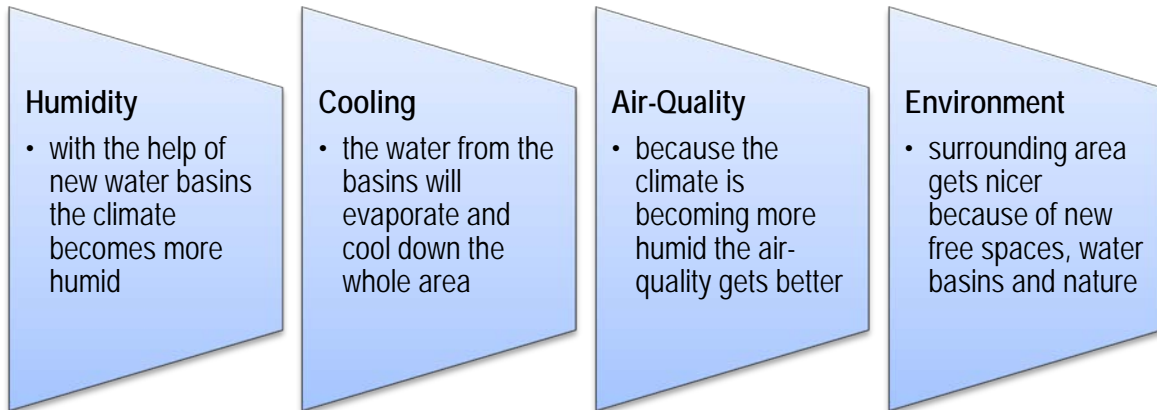 Humidity
• with the help of
new water basins
the climate
becomes more
humid
Cooling
• the water from the
basins will
evaporate and
cool down the
whole area
Air-Quality
• because the
climate is
becoming more
humid the air-
quality gets better
Environment
• surrounding area
gets nicer
because of new
free spaces, water
basins and nature